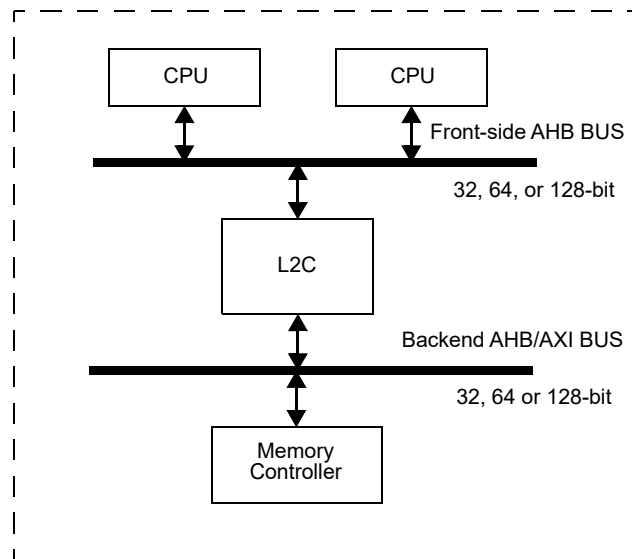 CPU
CPU
Front-side AHB BUS
32, 64, or 128-bit
L2C
Backend AHB/AXI BUS
32, 64 or 128-bit
Memory
Controller